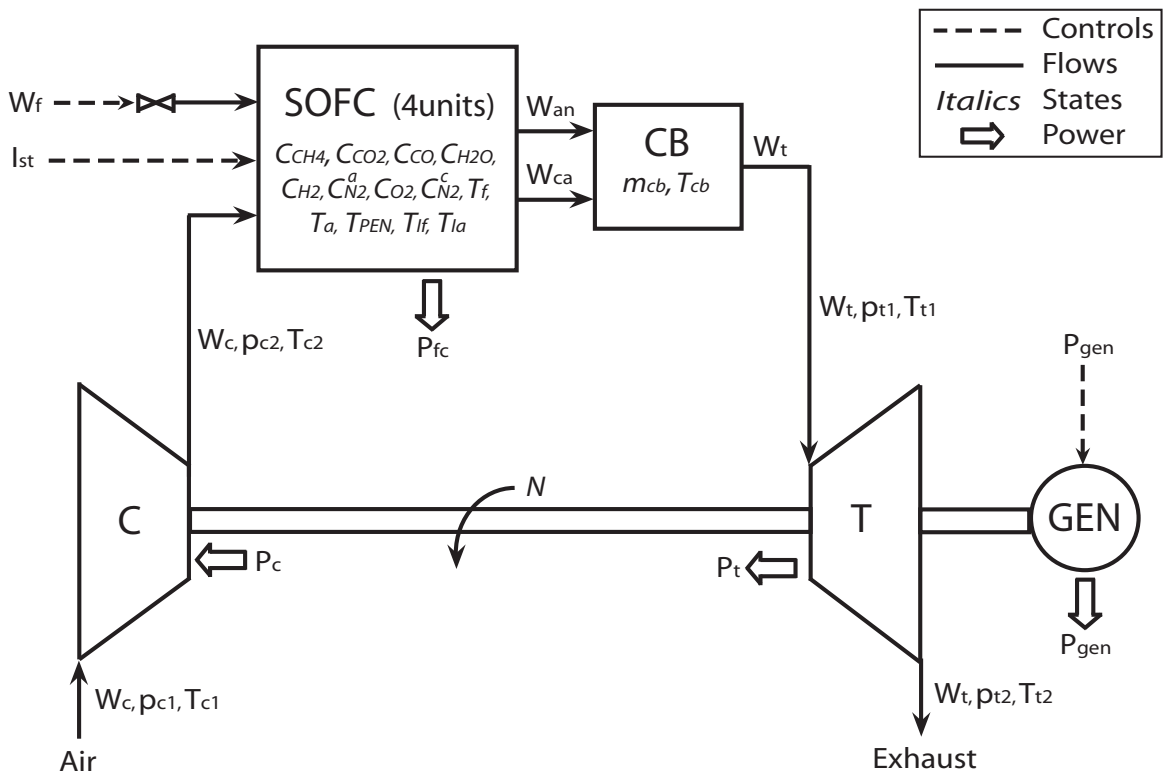 Controls
Flows
Italics States
Power
Wf
SOFC (4units)
CCH4, CCO2, CCO, CH2O,
CH2, CaN2, CO2, CcN2, Tf,
Ta, TPEN, TIf, TIa
Ist
Wan
Wca
CB
mcb, Tcb
Wt
Wc, pc2, Tc2
Pfc
Wt, pt1, Tt1
Pgen
C
N
T
GEN
Pc
Pt
Pgen
Wc, pc1, Tc1
Wt, pt2, Tt2
Air
Exhaust